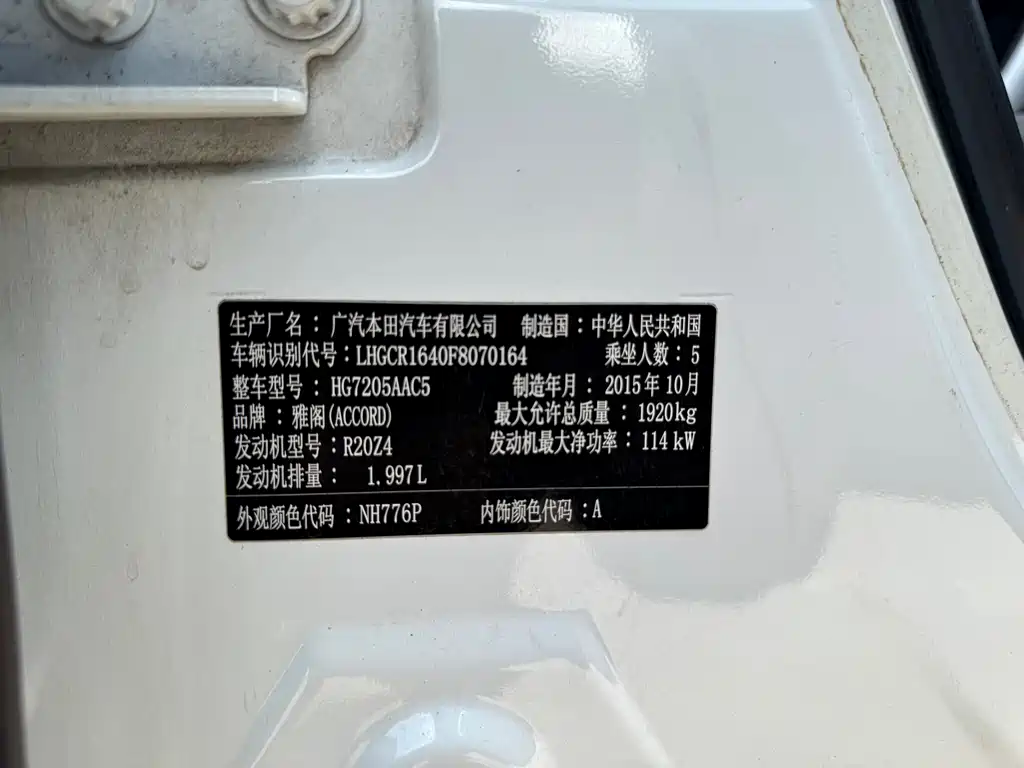 生产厂名：广汽本田汽车有限公司 制造国：中华人民共和国
车辆识别代号：LHGCR1640F8070164 乘坐人数：5
整车型号：HG7205AAC5 制造年月：2015年10月
品牌：雅阁(ACCORD) 最大允许总质量：1920kg
发动机型号：R20Z4 发动机最大净功率：114kW
发动机排量：1.997L
外观颜色代码：NH776P 内饰颜色代码：A